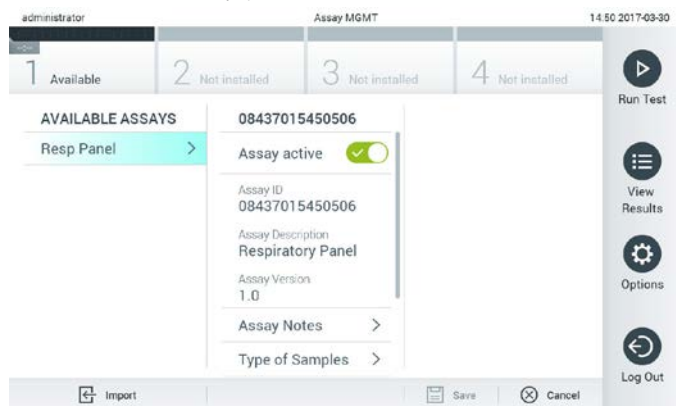 administrator Assay MGMT 14:50 2017-03-30
1 Available 2 Not installed 3 Not installed 4 Not installed
Run Test
AVAILABLE ASSAYS 08437015450506
Resp Panel Assay active
View
Results
Assay ID
08437015450506
Assay Description
Respiratory Panel
Options
Assay Version
1.0
Assay Notes
Type of Samples
Log Out
Import Save Cancel